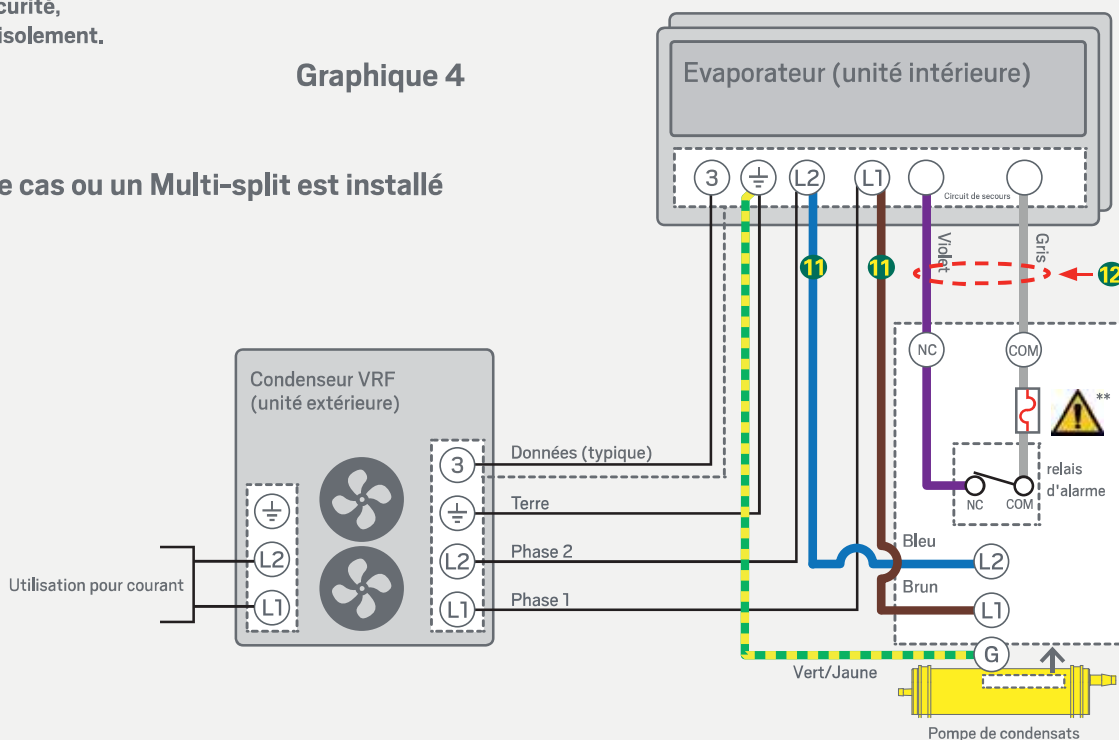 curité,
isolement.
Graphique 4
e cas ou un Multi-split est installé
Evaporateur (unité intérieure)
3
L2
L1
Circuit de secours
Violet
Gris
11
11
12
NC
COM
**
relais
d'alarme
NC
COM
Condenseur VRF
(unité extérieure)
3
Données (typique)
Terre
L2
Phase 2
L1
Phase 1
L2
L1
Utilisation pour courant
Bleu
L2
Brun
L1
G
Vert/Jaune
Pompe de condensats